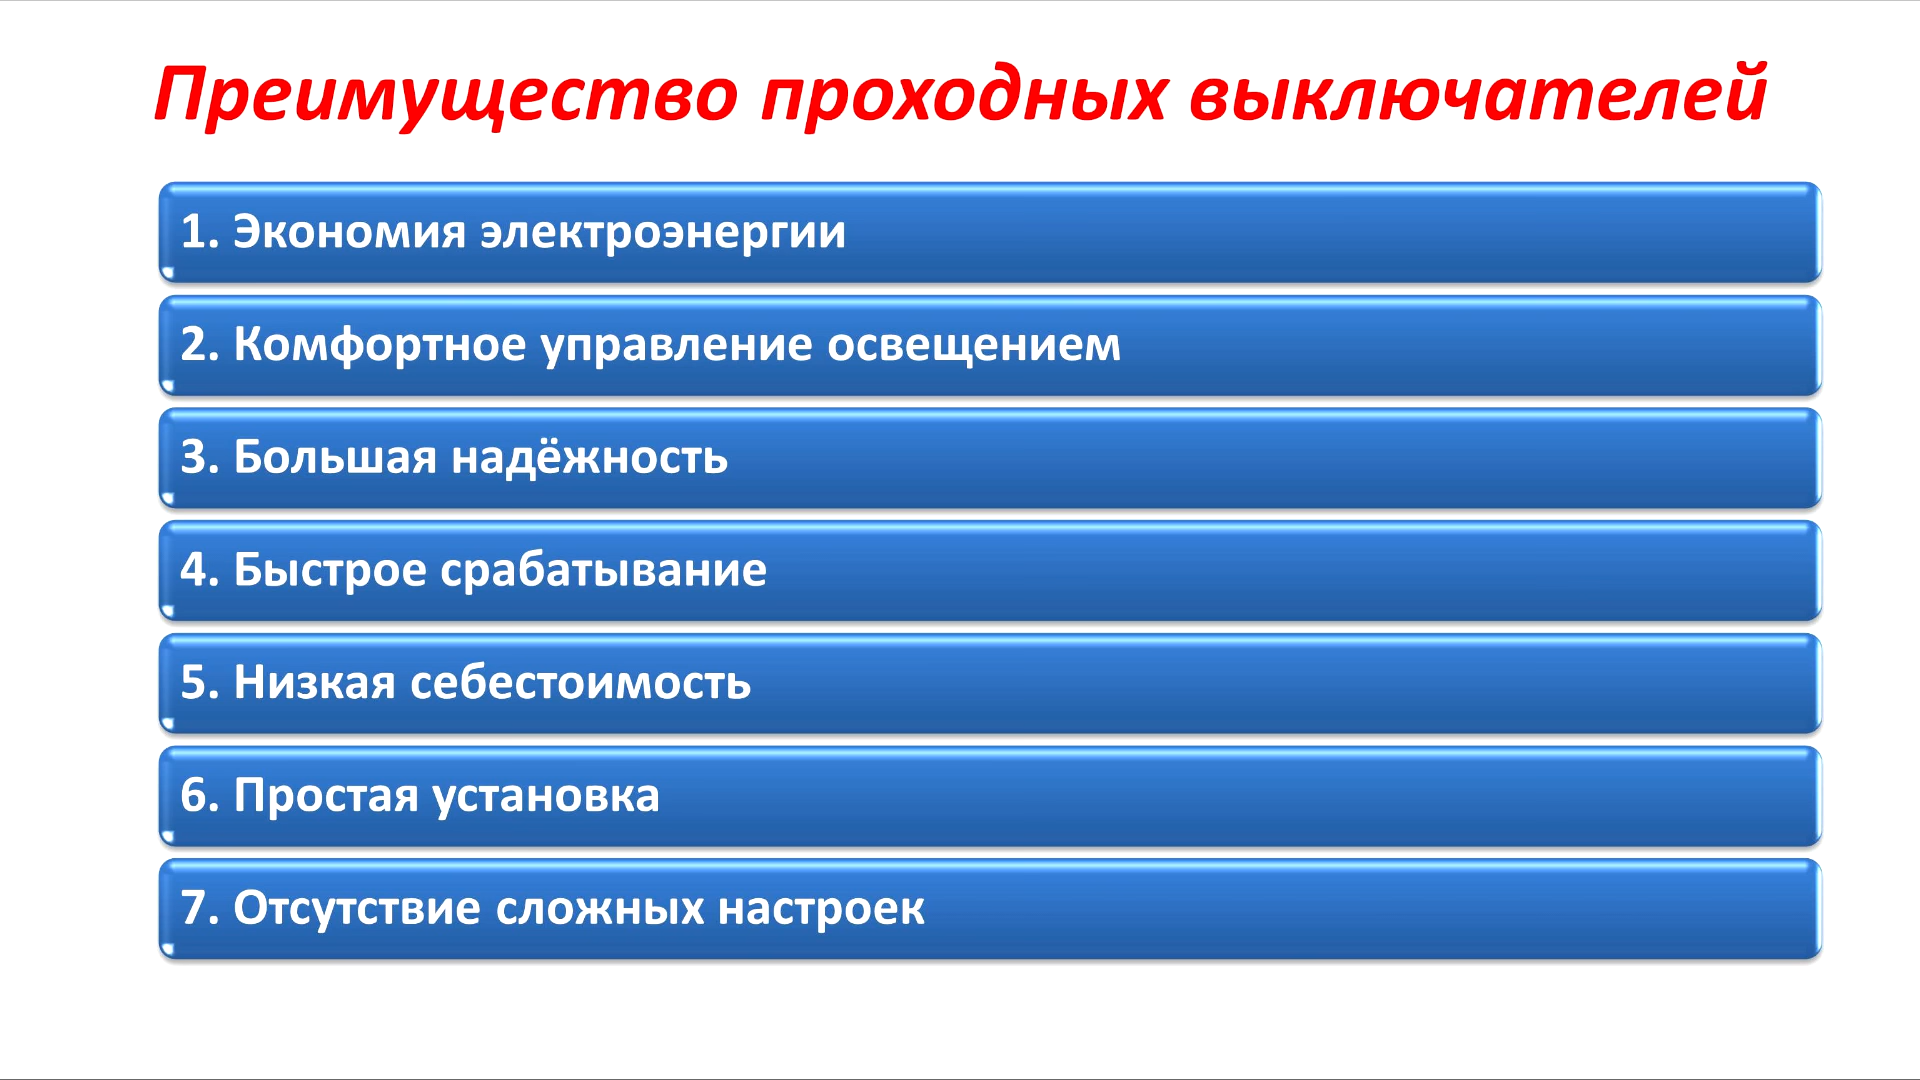 Преимущество проходных выключателей
1. Экономия электроэнергии
2. Комфортное управление освещением
3. Большая надёжность
4. Быстрое срабатывание
5. Низкая себестоимость
6. Простая установка
7. Отсутствие сложных настроек